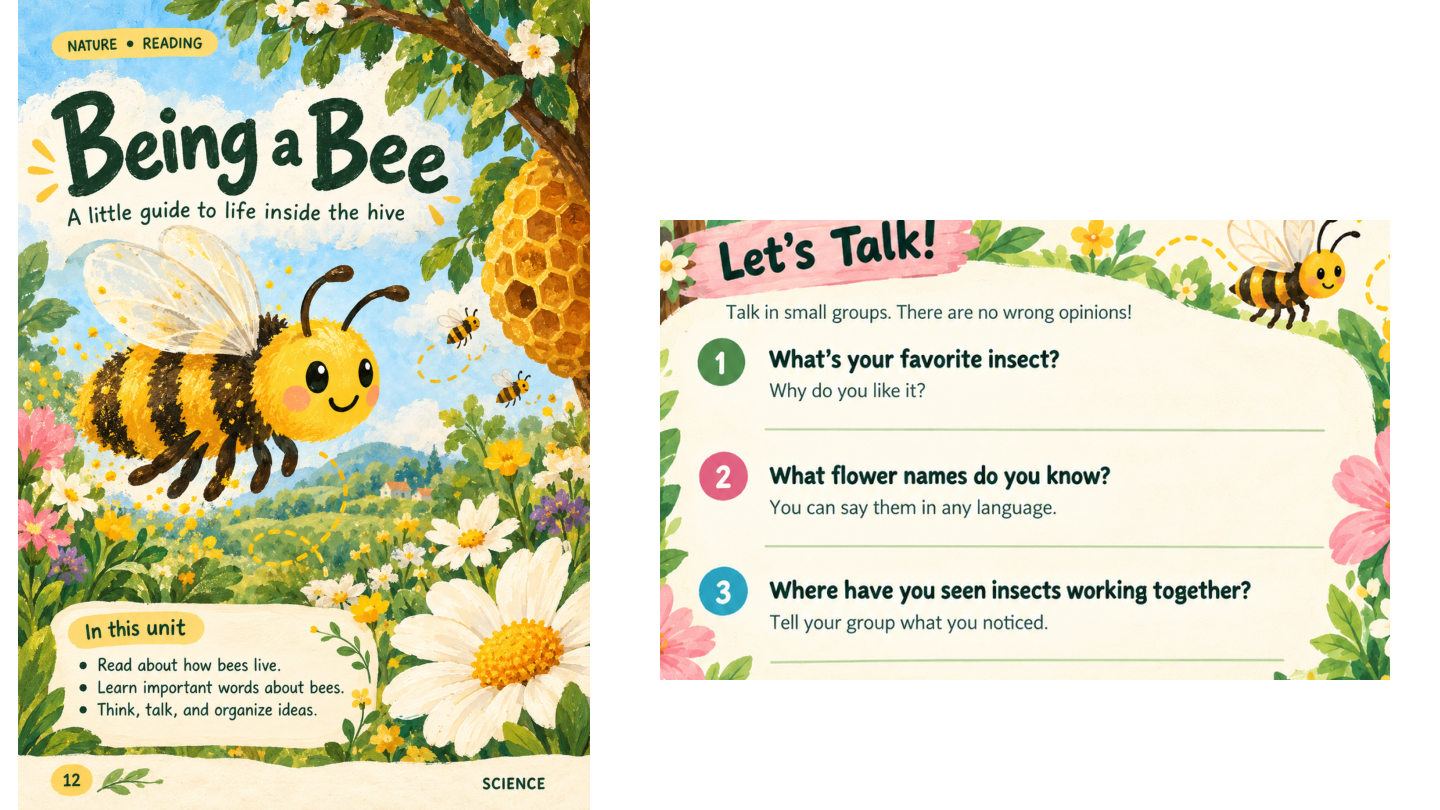 NATURE • READING
Being a Bee
A little guide to life inside the hive
In this unit
• Read about how bees live.
• Learn important words about bees.
• Think, talk, and organize ideas.
12
SCIENCE
Let's Talk!
Talk in small groups. There are no wrong opinions!
1
What's your favorite insect?
Why do you like it?
2
What flower names do you know?
You can say them in any language.
3
Where have you seen insects working together?
Tell your group what you noticed.